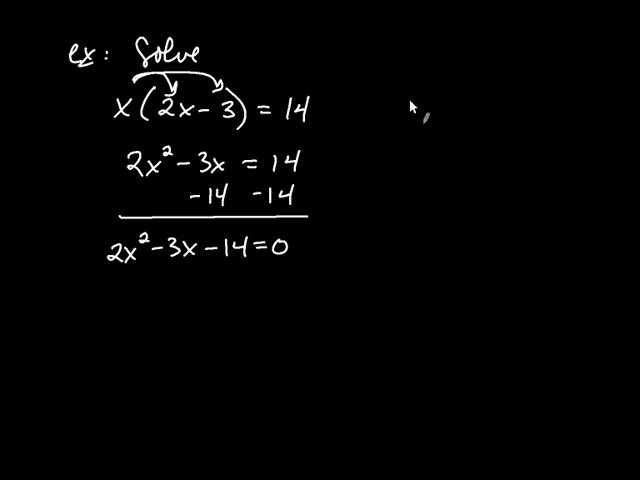 ex: Solve
x(2x-3) = 14
2x² - 3x = 14
-14 -14
2x² - 3x - 14 = 0